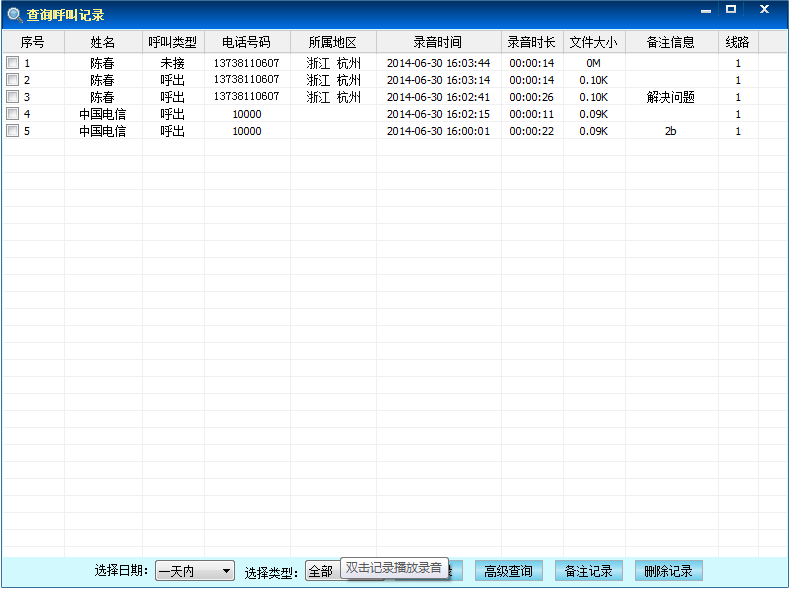 查询呼叫记录
序号 姓名 呼叫类型 电话号码 所属地区 录音时间 录音时长 文件大小 备注信息 线路
1 陈春 未接 13738110607 浙江 杭州 2014-06-30 16:03:44 00:00:14 0M 1
2 陈春 呼出 13738110607 浙江 杭州 2014-06-30 16:03:14 00:00:14 0.10K 1
3 陈春 呼出 13738110607 浙江 杭州 2014-06-30 16:02:41 00:00:26 0.10K 解决问题 1
4 中国电信 呼出 10000 2014-06-30 16:02:15 00:00:11 0.09K 1
5 中国电信 呼出 10000 2014-06-30 16:00:01 00:00:22 0.09K 2b 1
选择日期: 一天内 选择类型: 全部 双击记录播放录音 高级查询 备注记录 删除记录